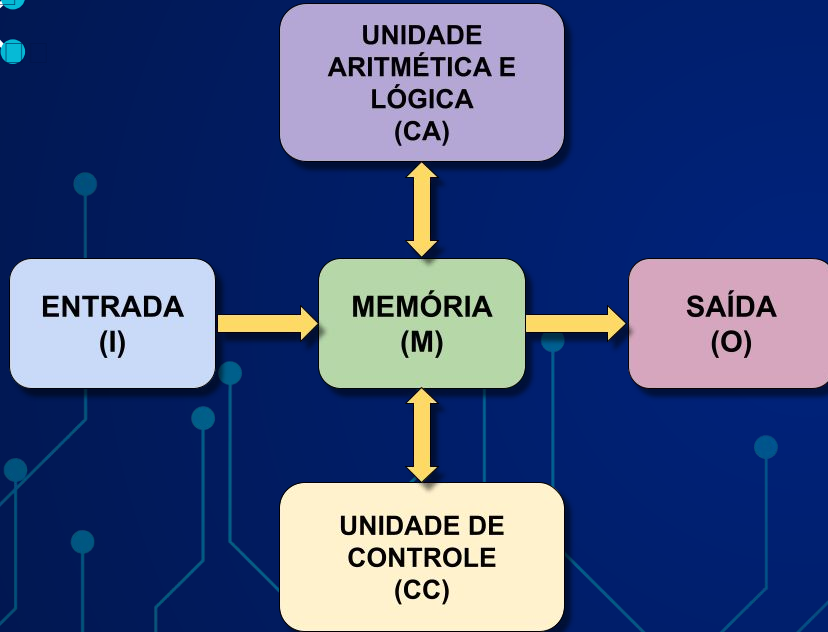 UNIDADE
ARITMÉTICA E
LÓGICA
(CA)
ENTRADA
(I)
MEMÓRIA
(M)
SAÍDA
(O)
UNIDADE DE
CONTROLE
(CC)